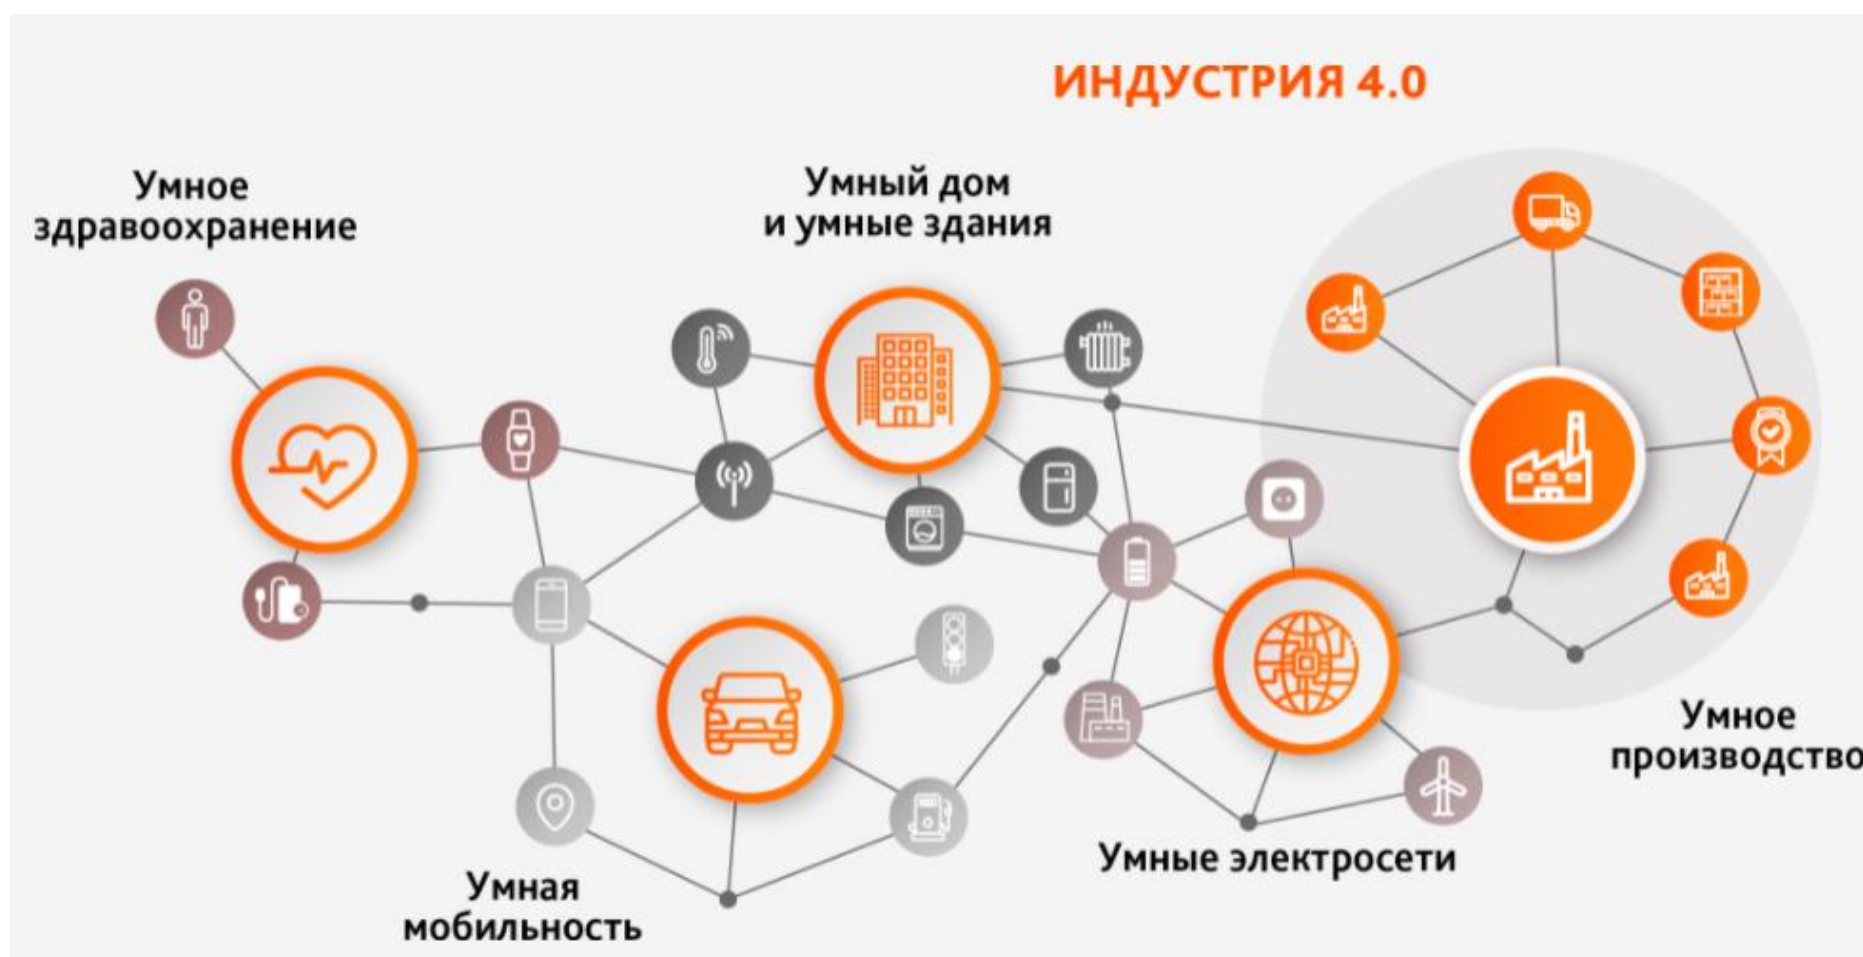 ИНДУСТРИЯ 4.0
Умное
здравоохранение
Умный дом
и умные здания
Умное
производство
Умные электросети
Умная
мобильность